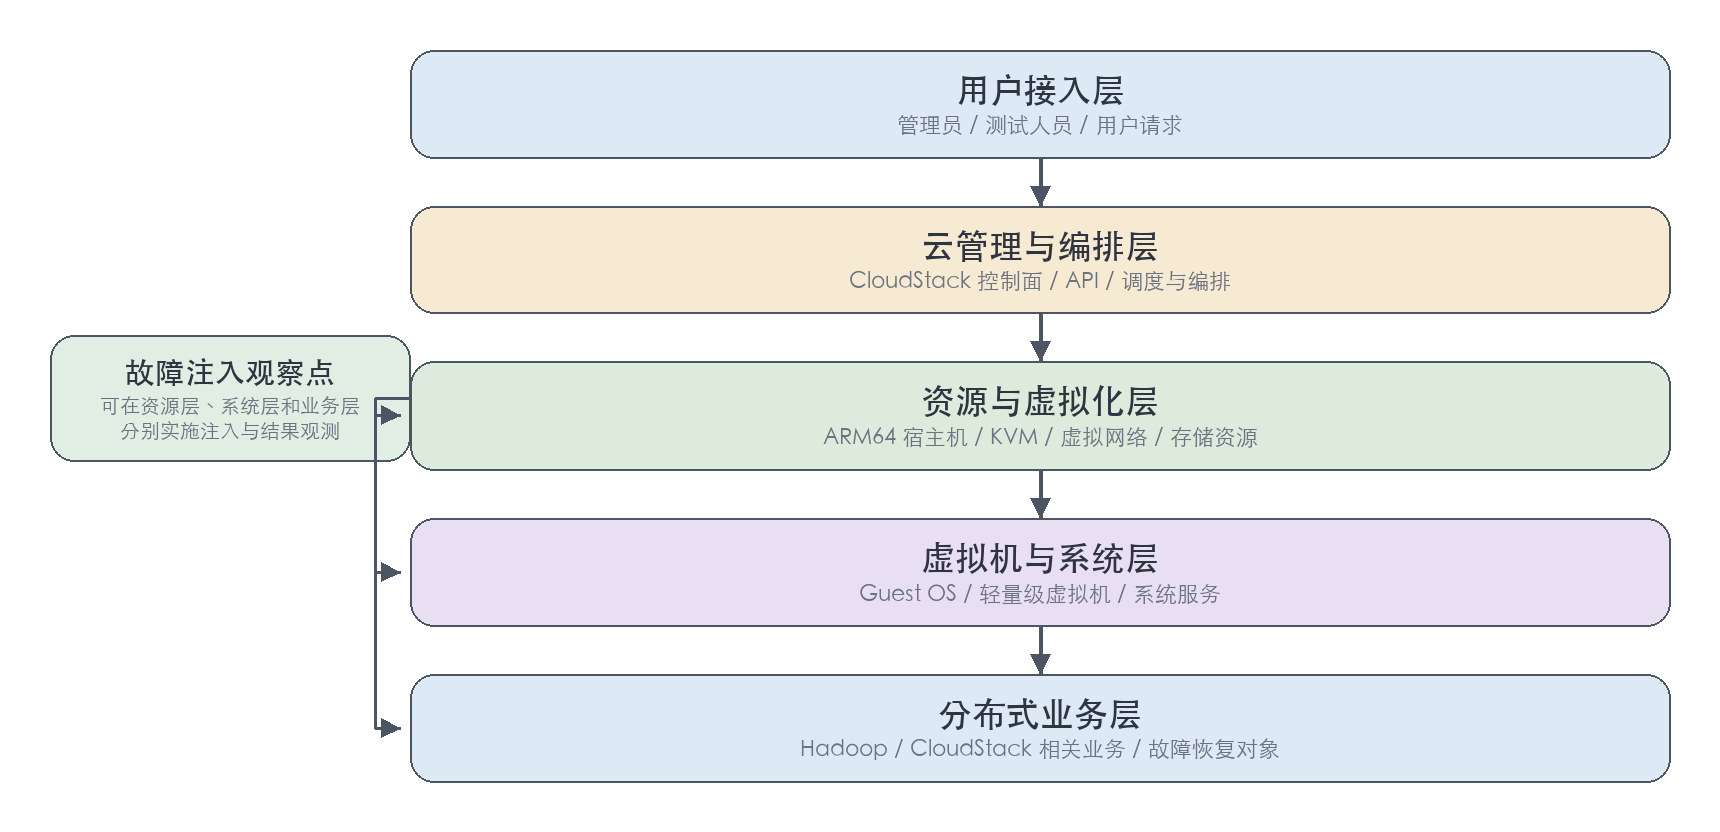 用户接入层
管理员 / 测试人员 / 用户请求
云管理与编排层
CloudStack 控制面 / API / 调度与编排
故障注入观察点
可在资源层、系统层和业务层
分别实施注入与结果观测
资源与虚拟化层
ARM64 宿主机 / KVM / 虚拟网络 / 存储资源
虚拟机与系统层
Guest OS / 轻量级虚拟机 / 系统服务
分布式业务层
Hadoop / CloudStack 相关业务 / 故障恢复对象